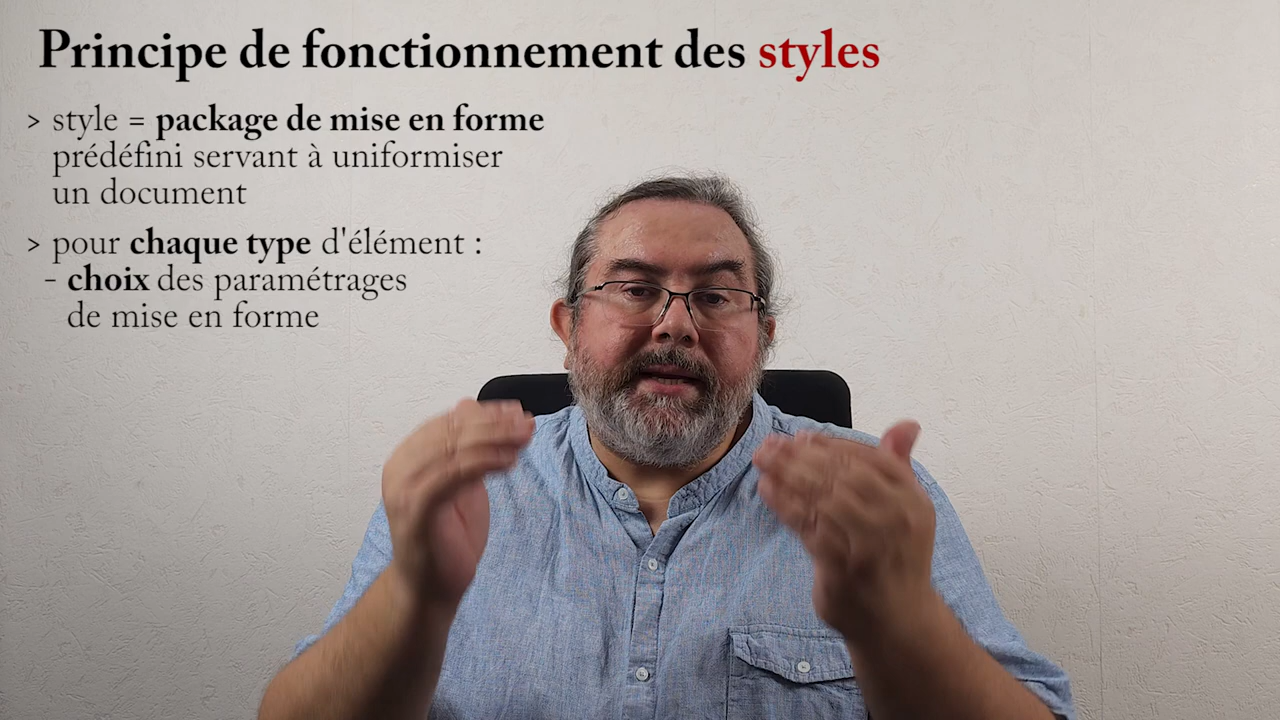 Principe de fonctionnement des styles
> style = package de mise en forme
prédéfini servant à uniformiser
un document
> pour chaque type d'élément :
- choix des paramétrages
de mise en forme